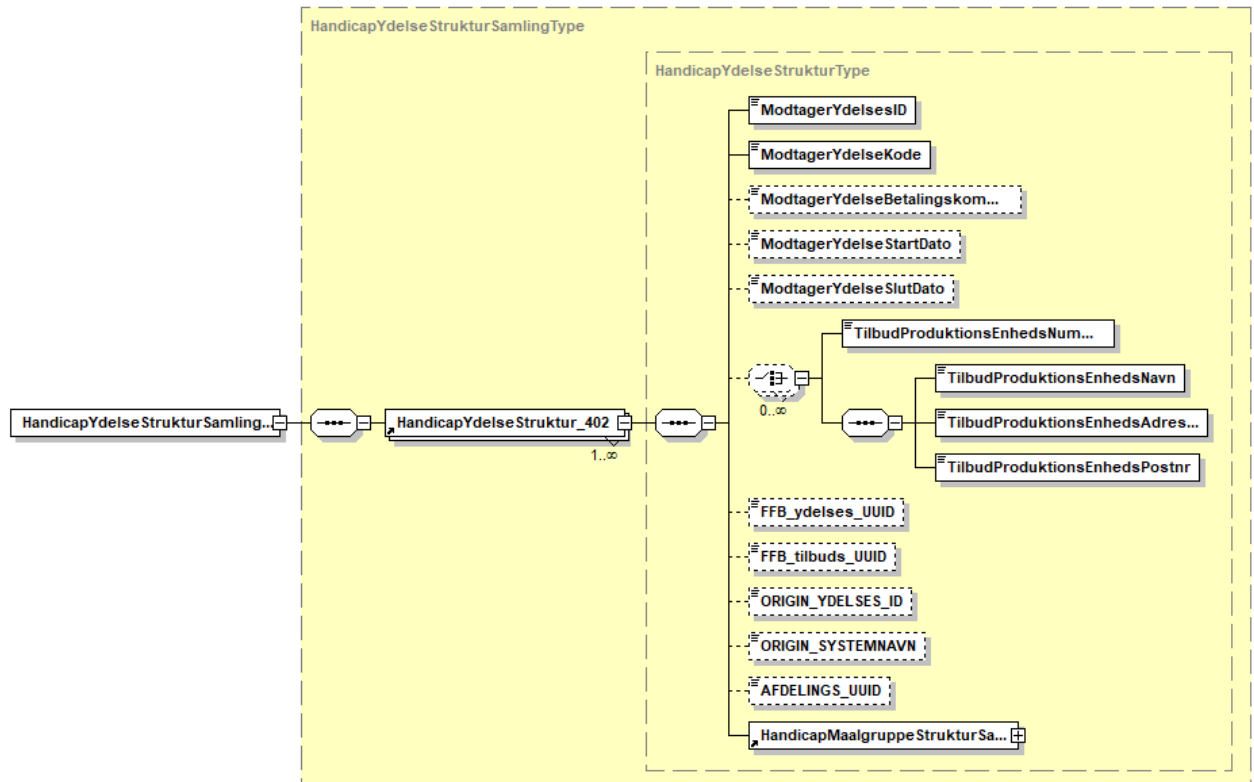 HandicapYdelseStrukturSamlingType
HandicapYdelseStrukturType
ModtagerYdelsesID
ModtagerYdelseKode
ModtagerYdelseBetalingskom...
ModtagerYdelseStartDato
ModtagerYdelseSlutDato
TilbudProduktionsEnhedsNum...
0..∞
TilbudProduktionsEnhedsNavn
HandicapYdelseStrukturSamling...
HandicapYdelseStruktur_402
1..∞
TilbudProduktionsEnhedsAdres...
TilbudProduktionsEnhedsPostnr
FFB_ydelses_UUID
FFB_tilbuds_UUID
ORIGIN_YDELSES_ID
ORIGIN_SYSTEMNAVN
AFDELINGS_UUID
HandicapMaalgruppeStrukturSa...